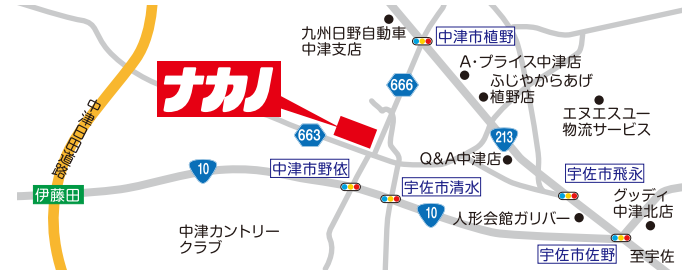 九州日野自動車
中津支店
中津市植野
A・プライス中津店
ふじやからあげ
植野店
エヌエスユー
物流サービス
666
ナカノ
中津日田道路
663
213
10
中津市野依
Q&A中津店
宇佐市飛永
伊藤田
宇佐市清水
グッディ
中津北店
10
人形会館ガリバー
中津カントリー
クラブ
宇佐市佐野
至宇佐